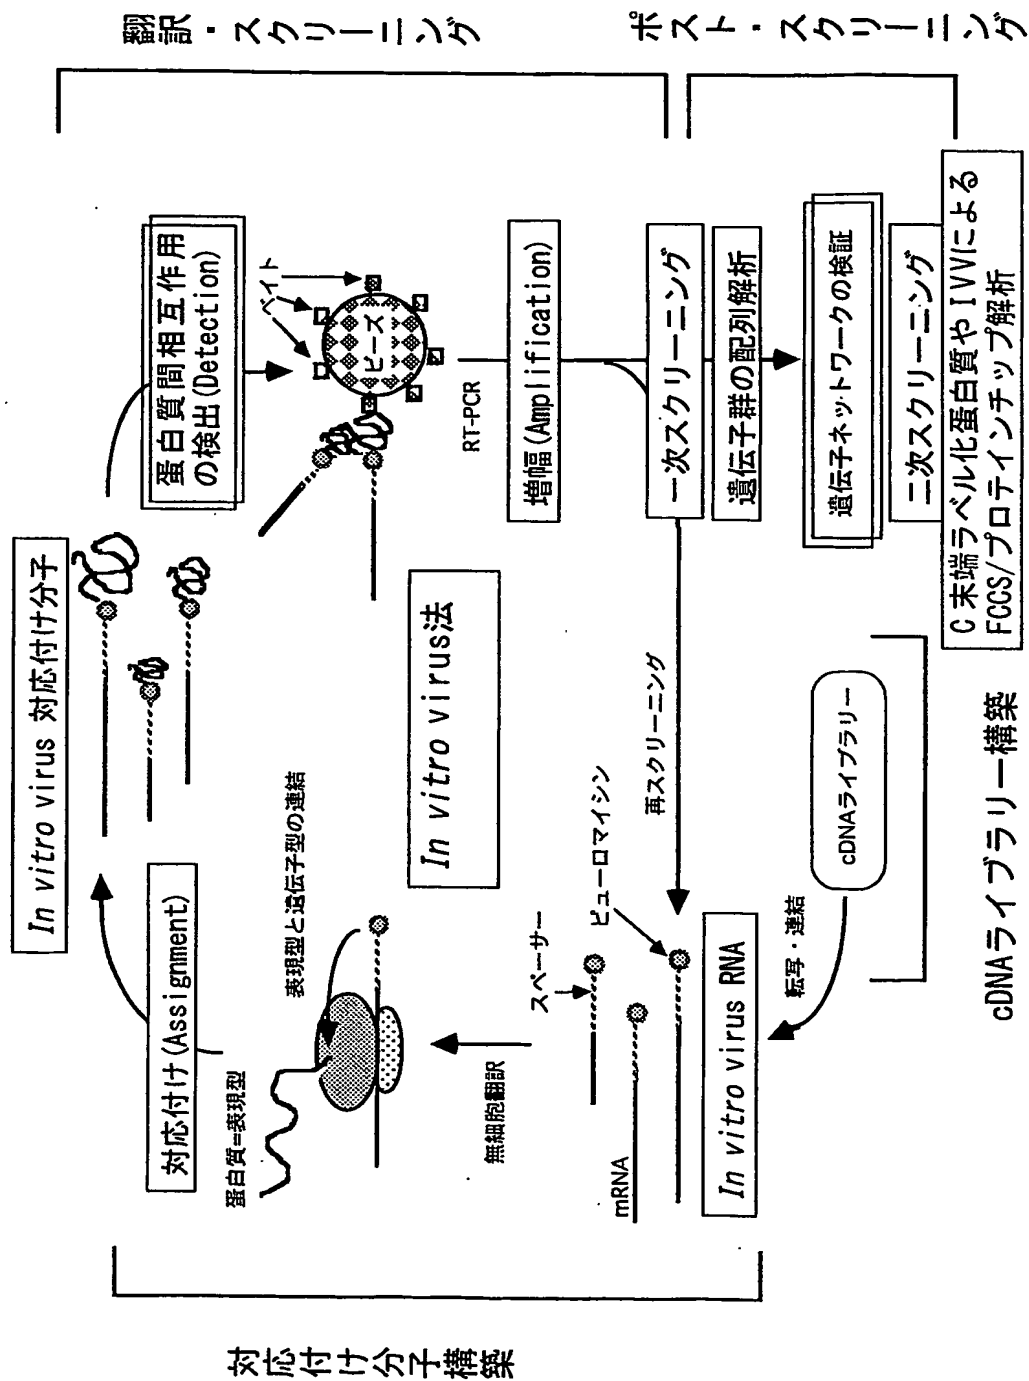 対応付け分子構築
翻訳・スクリーニング
ポスト・スクリーニング
cDNAライブラリー構築
In vitro virus 対応付け分子
対応付け(Assignment)
蛋白質間相互作用
の検出(Detection)
蛋白質=表現型
表現型と遺伝子型の連結
ベイト
ビーズ
In vitro virus法
無細胞翻訳
RT-PCR
増幅(Amplification)
スペーサー
ピューロマイシン
mRNA
再スクリーニング
一次スクリーニング
In vitro virus RNA
遺伝子群の配列解析
転写・連結
cDNAライブラリー
遺伝子ネットワークの検証
二次スクリーニング
C末端ラベル化蛋白質やIVVによる
FCCS/プロテインチップ解析